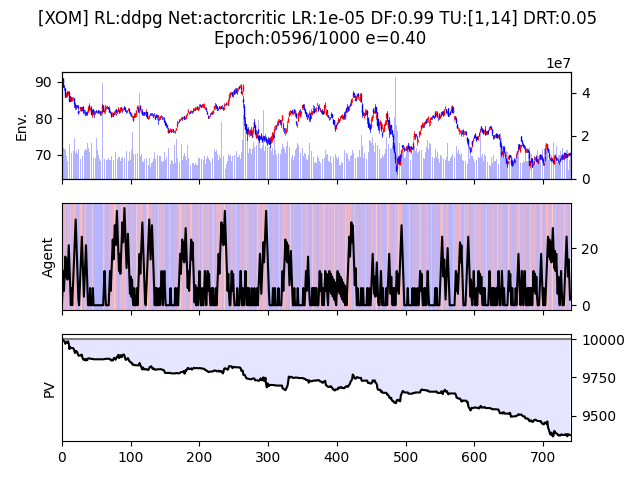 [XOM] RL:ddpg Net:actorcritic LR:1e-05 DF:0.99 TU:[1,14] DRT:0.05
Epoch:0596/1000 e=0.40
1e7
90
80
70
Env.
4
2
0
Agent
20
0
PV
10000
9750
9500
0 100 200 300 400 500 600 700